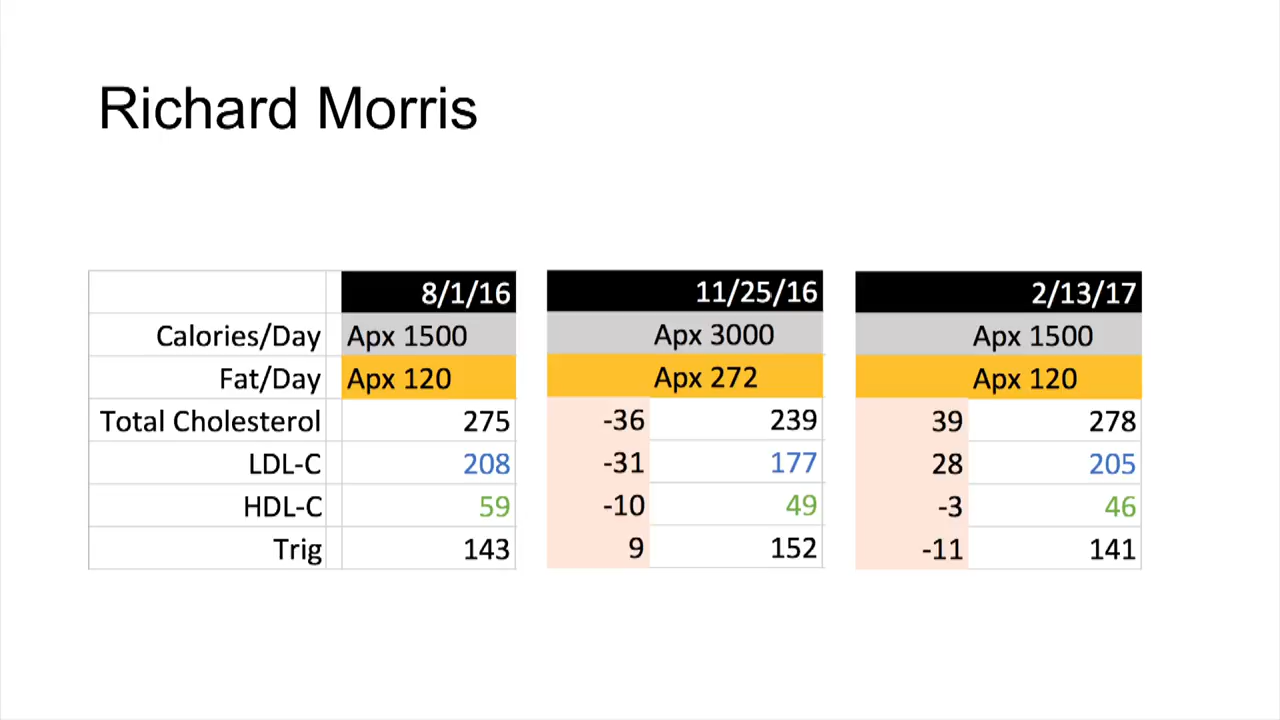 Richard Morris
8/1/16 11/25/16 2/13/17
Calories/Day Apx 1500 Apx 3000 Apx 1500
Fat/Day Apx 120 Apx 272 Apx 120
Total Cholesterol 275 -36 239 39 278
LDL-C 208 -31 177 28 205
HDL-C 59 -10 49 -3 46
Trig 143 9 152 -11 141